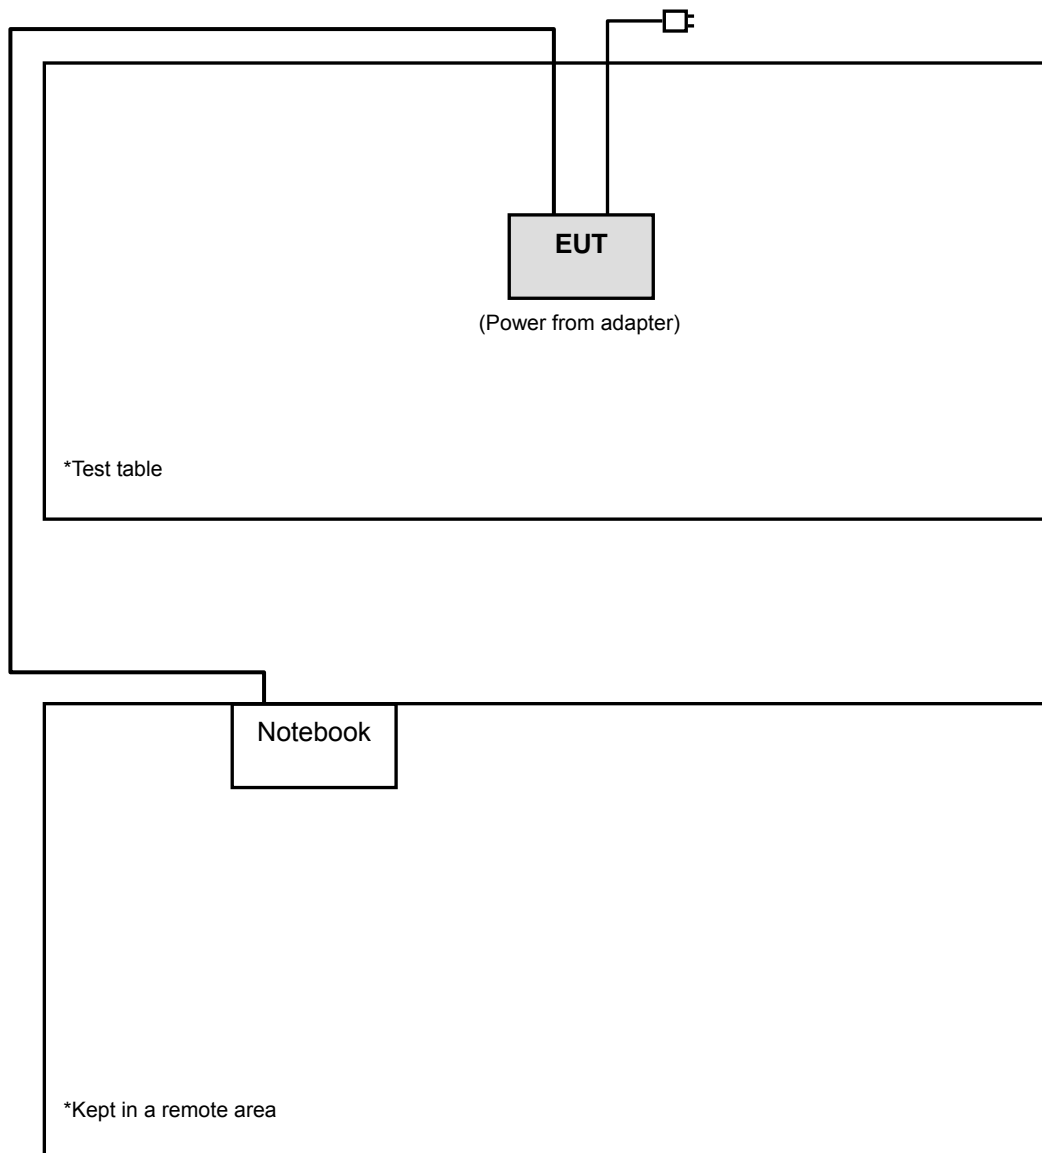 EUT
(Power from adapter)
*Test table
Notebook
*Kept in a remote area